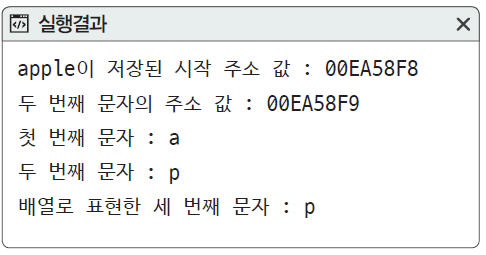 실행결과
apple이 저장된 시작 주소 값 : 00EA58F8
두 번째 문자의 주소 값 : 00EA58F9
첫 번째 문자 : a
두 번째 문자 : p
배열로 표현한 세 번째 문자 : p